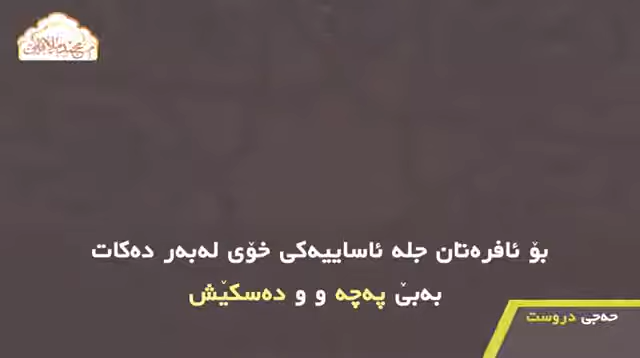 بۆ ئافرەتان جلە ئاساییەکی خۆی لەبەر دەکات
بەبێ پەچە و و دەسکێش
حەجی دروست